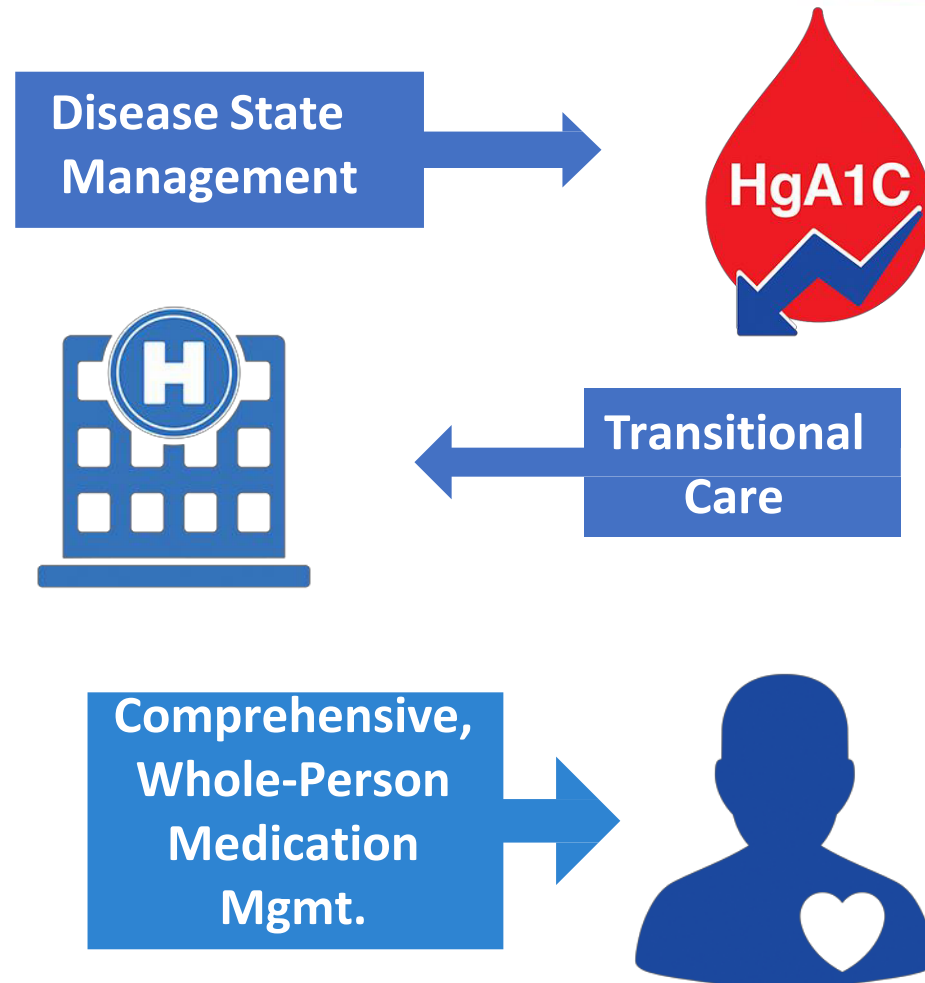 Disease State
Management
HgA1C
H
Transitional
Care
Comprehensive,
Whole-Person
Medication
Mgmt.